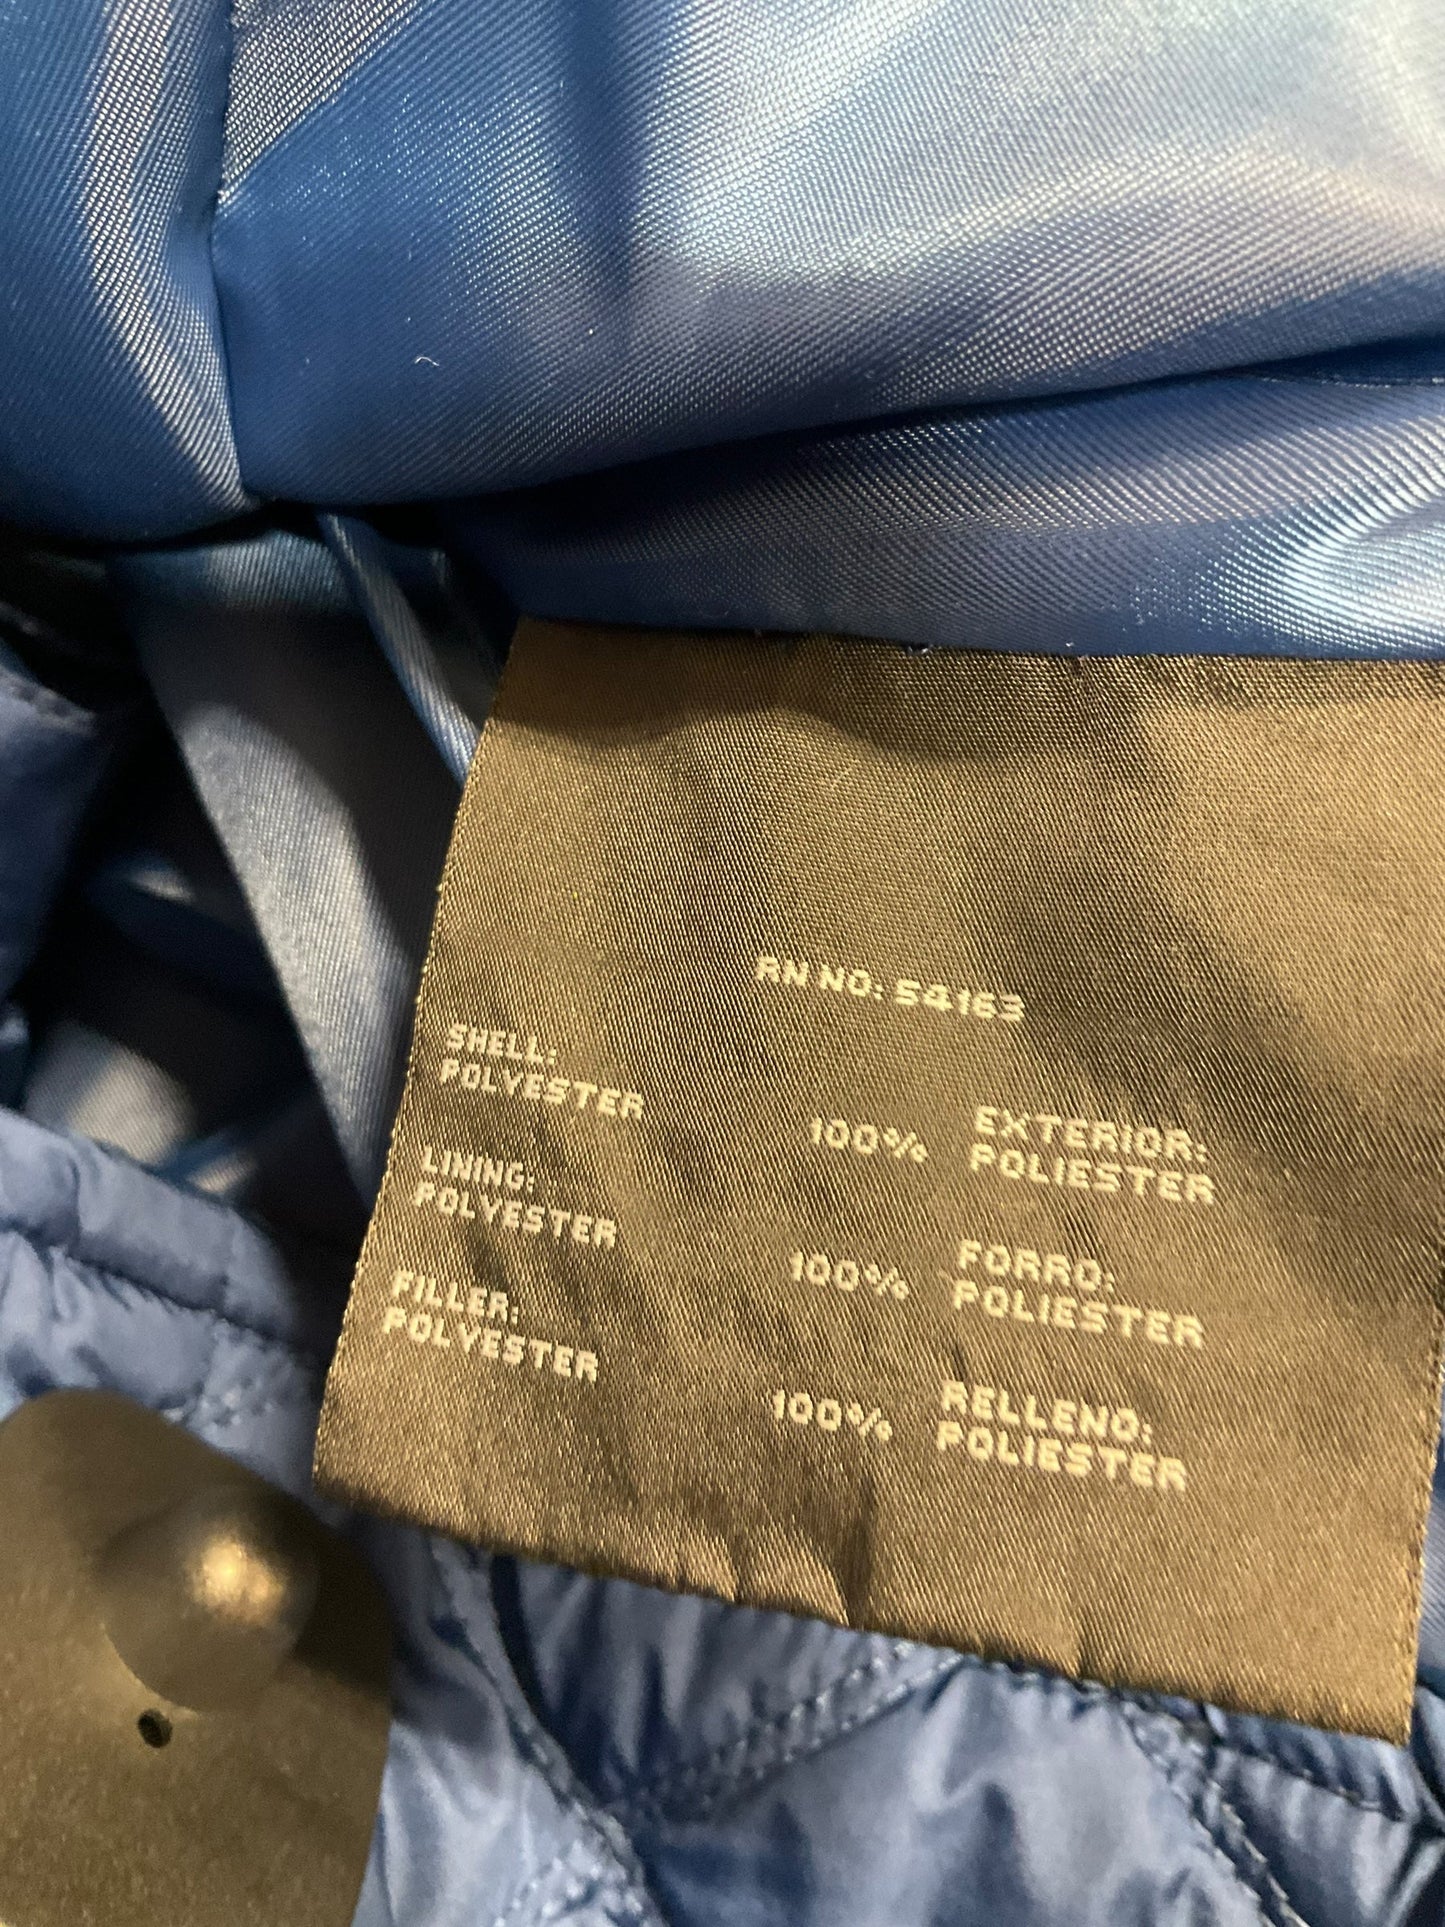 RN NO: 54163
SHELL:
POLYESTER 100%
LINING:
POLYESTER 100%
FILLER:
POLYESTER 100%
EXTERIOR:
POLIESTER
FORRO:
POLIESTER
RELLENO:
POLIESTER